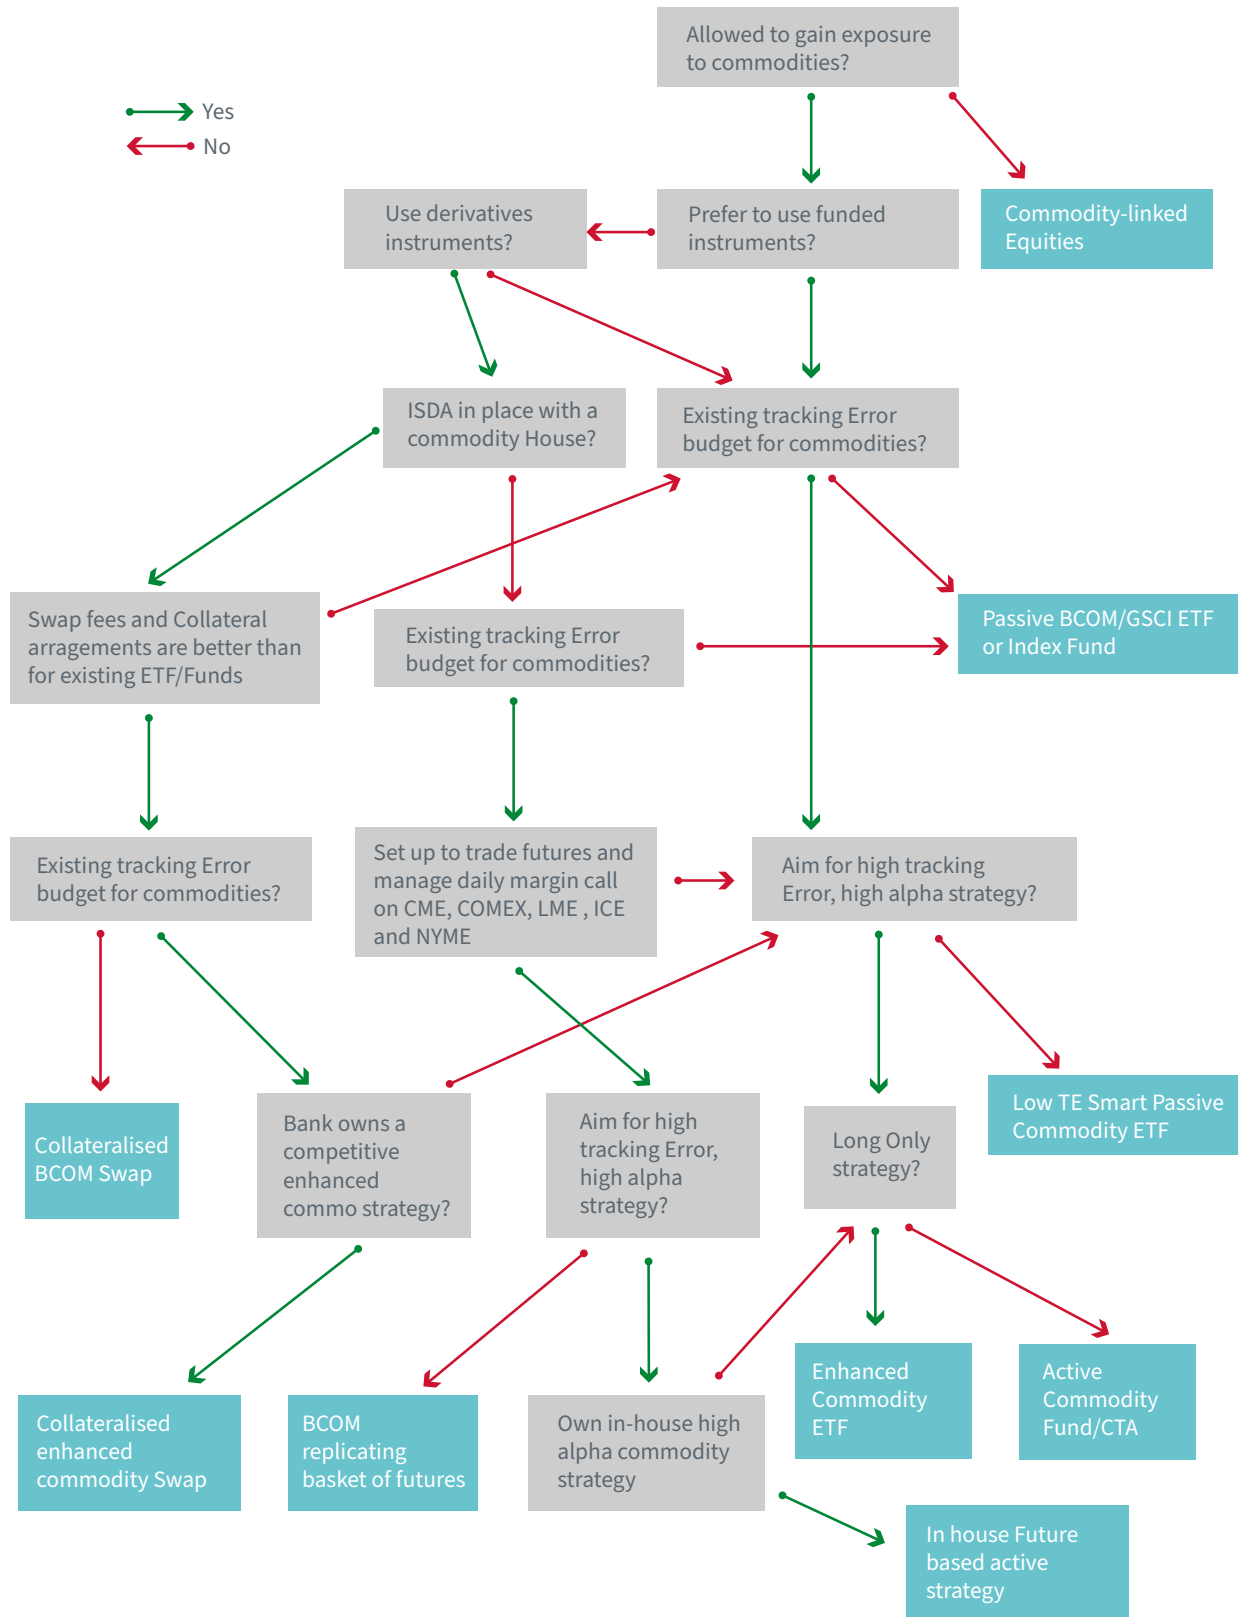 Allowed to gain exposure
to commodities?
Yes
No
Use derivatives
instruments?
Prefer to use funded
instruments?
Commodity-linked
Equities
ISDA in place with a
commodity House?
Existing tracking Error
budget for commodities?
Swap fees and Collateral
arragements are better than
for existing ETF/Funds
Existing tracking Error
budget for commodities?
Passive BCOM/GSCI ETF
or Index Fund
Existing tracking Error
budget for commodities?
Set up to trade futures and
manage daily margin call
on CME, COMEX, LME , ICE
and NYME
Aim for high tracking
Error, high alpha strategy?
Collateralised
BCOM Swap
Bank owns a
competitive
enhanced
commo strategy?
Aim for high
tracking Error,
high alpha
strategy?
Long Only
strategy?
Low TE Smart Passive
Commodity ETF
Collateralised
enhanced
commodity Swap
BCOM
replicating
basket of futures
Own in-house high
alpha commodity
strategy
Enhanced
Commodity
ETF
Active
Commodity
Fund/CTA
In house Future
based active
strategy